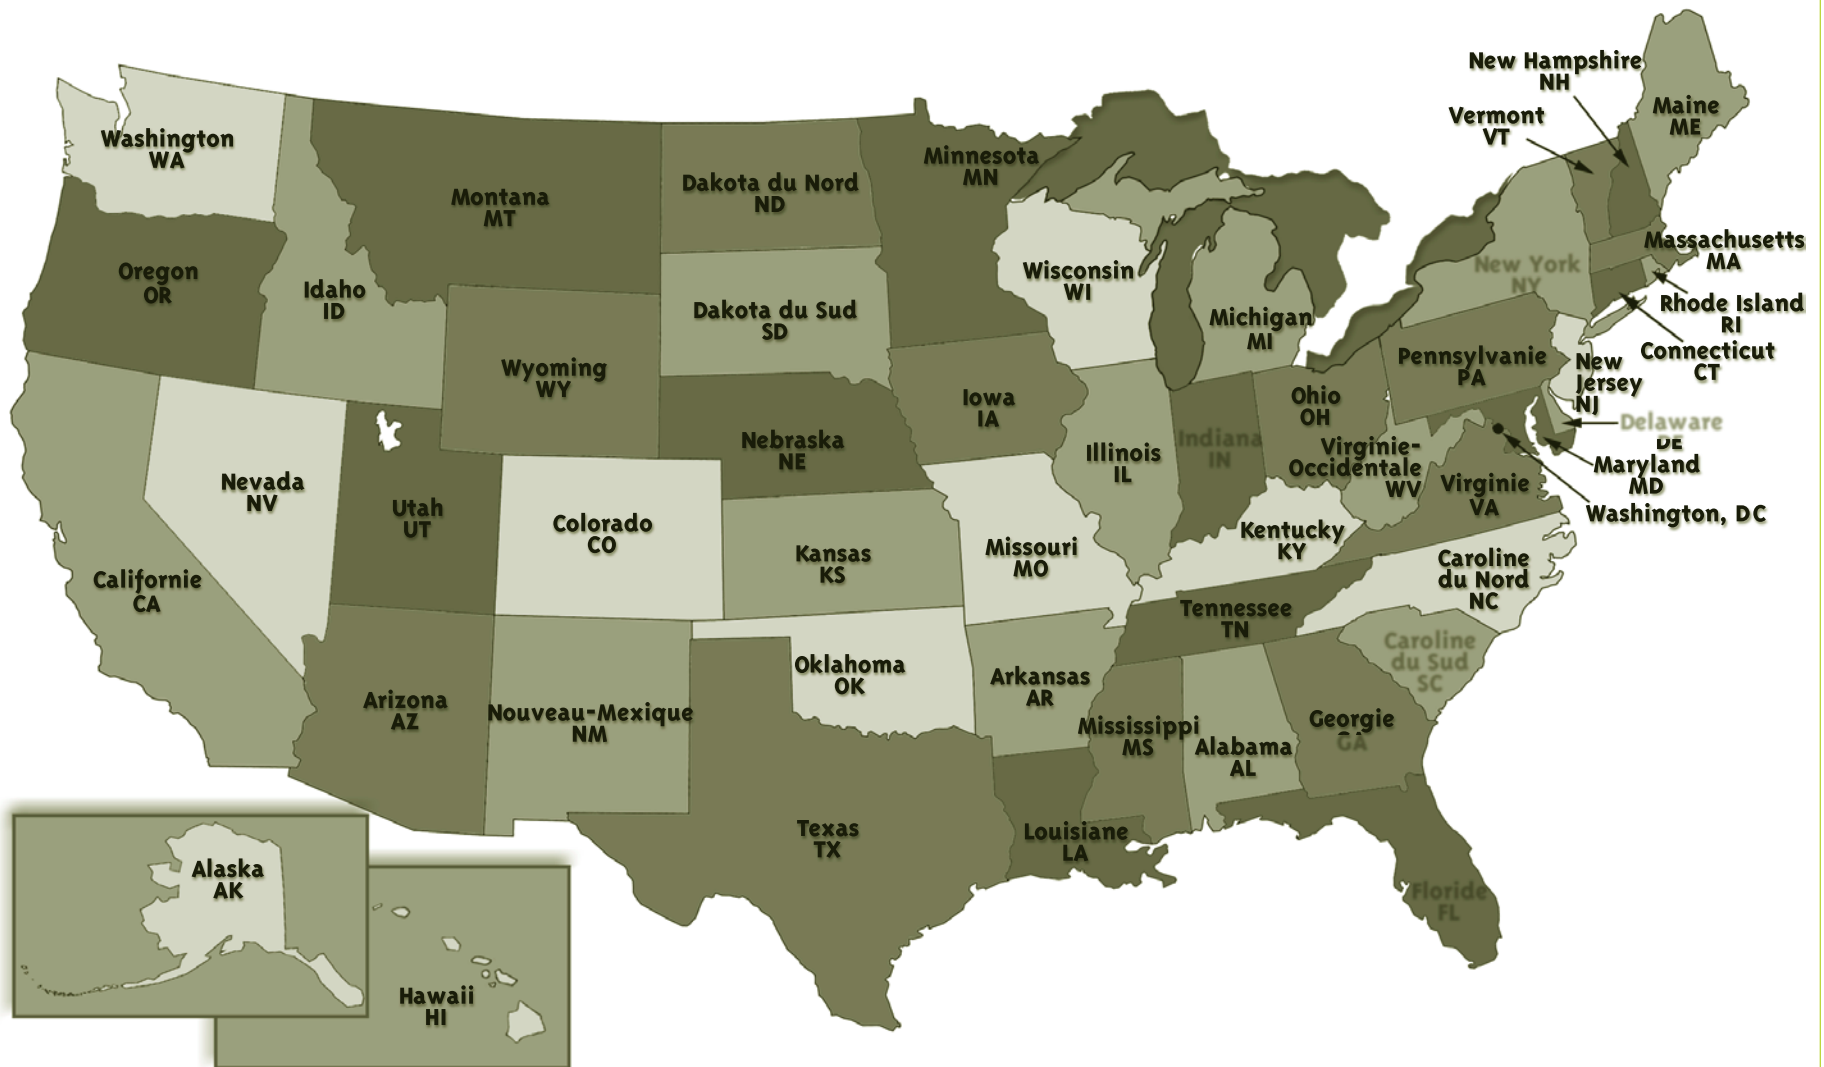 New Hampshire
NH
Vermont
VT
Maine
ME
Washington
WA
Montana
MT
Dakota du Nord
ND
Minnesota
MN
Oregon
OR
Idaho
ID
Wyoming
WY
Dakota du Sud
SD
Wisconsin
WI
Michigan
MI
New York
NY
Massachusetts
MA
Rhode Island
RI
Connecticut
CT
Pennsylvanie
PA
New
Jersey
NJ
Iowa
IA
Nebraska
NE
Illinois
IL
Indiana
IN
Ohio
OH
Virginie-
Occidentale
WV
Virginie
VA
Delaware
DE
Maryland
MD
Washington, DC
Nevada
NV
Utah
UT
Colorado
CO
Kansas
KS
Missouri
MO
Kentucky
KY
Californie
CA
Caroline
du Nord
NC
Tennessee
TN
Arizona
AZ
Nouveau-Mexique
NM
Oklahoma
OK
Arkansas
AR
Caroline
du Sud
SC
Mississippi
MS
Alabama
AL
Georgie
GA
Texas
TX
Louisiane
LA
Floride
FL
Alaska
AK
Hawaii
HI